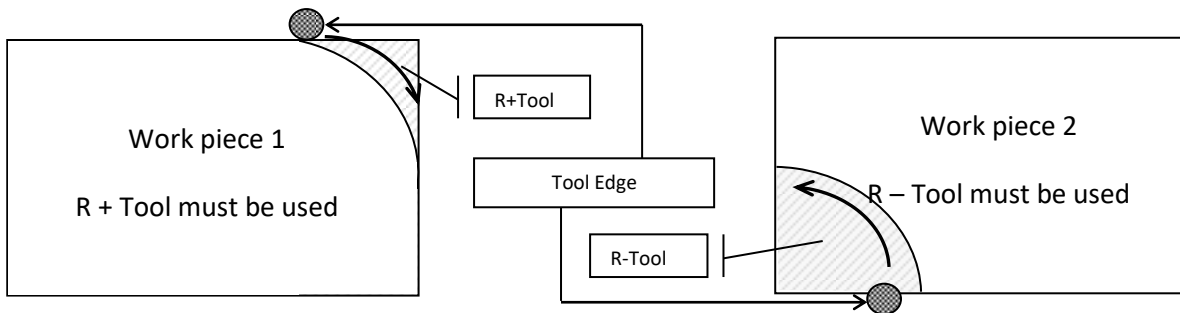 R+Tool
Work piece 1
R + Tool must be used
Tool Edge
R-Tool
Work piece 2
R – Tool must be used